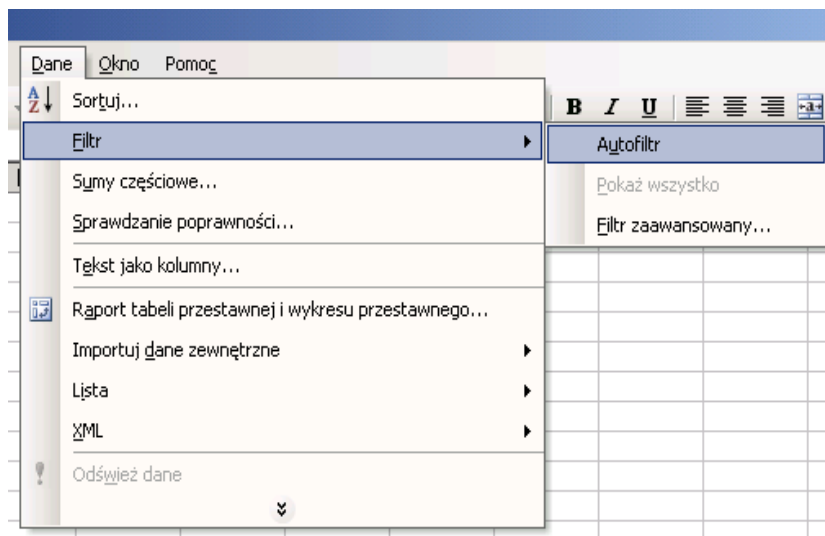 Dane Okno Pomoc
Sortuj...
B I U
Filtr
Autofiltr
Sumy częściowe...
Pokaż wszystko
Sprawdzanie poprawności...
Filtr zaawansowany...
Tekst jako kolumny...
Raport tabeli przestawnej i wykresu przestawnego...
Importuj dane zewnętrzne
Lista
XML
Odśwież dane